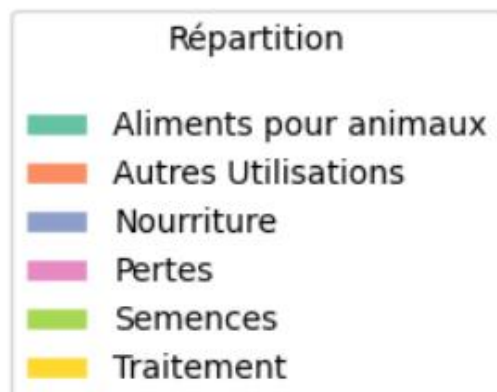 Répartition
Aliments pour animaux
Autres Utilisations
Nourriture
Pertes
Semences
Traitement